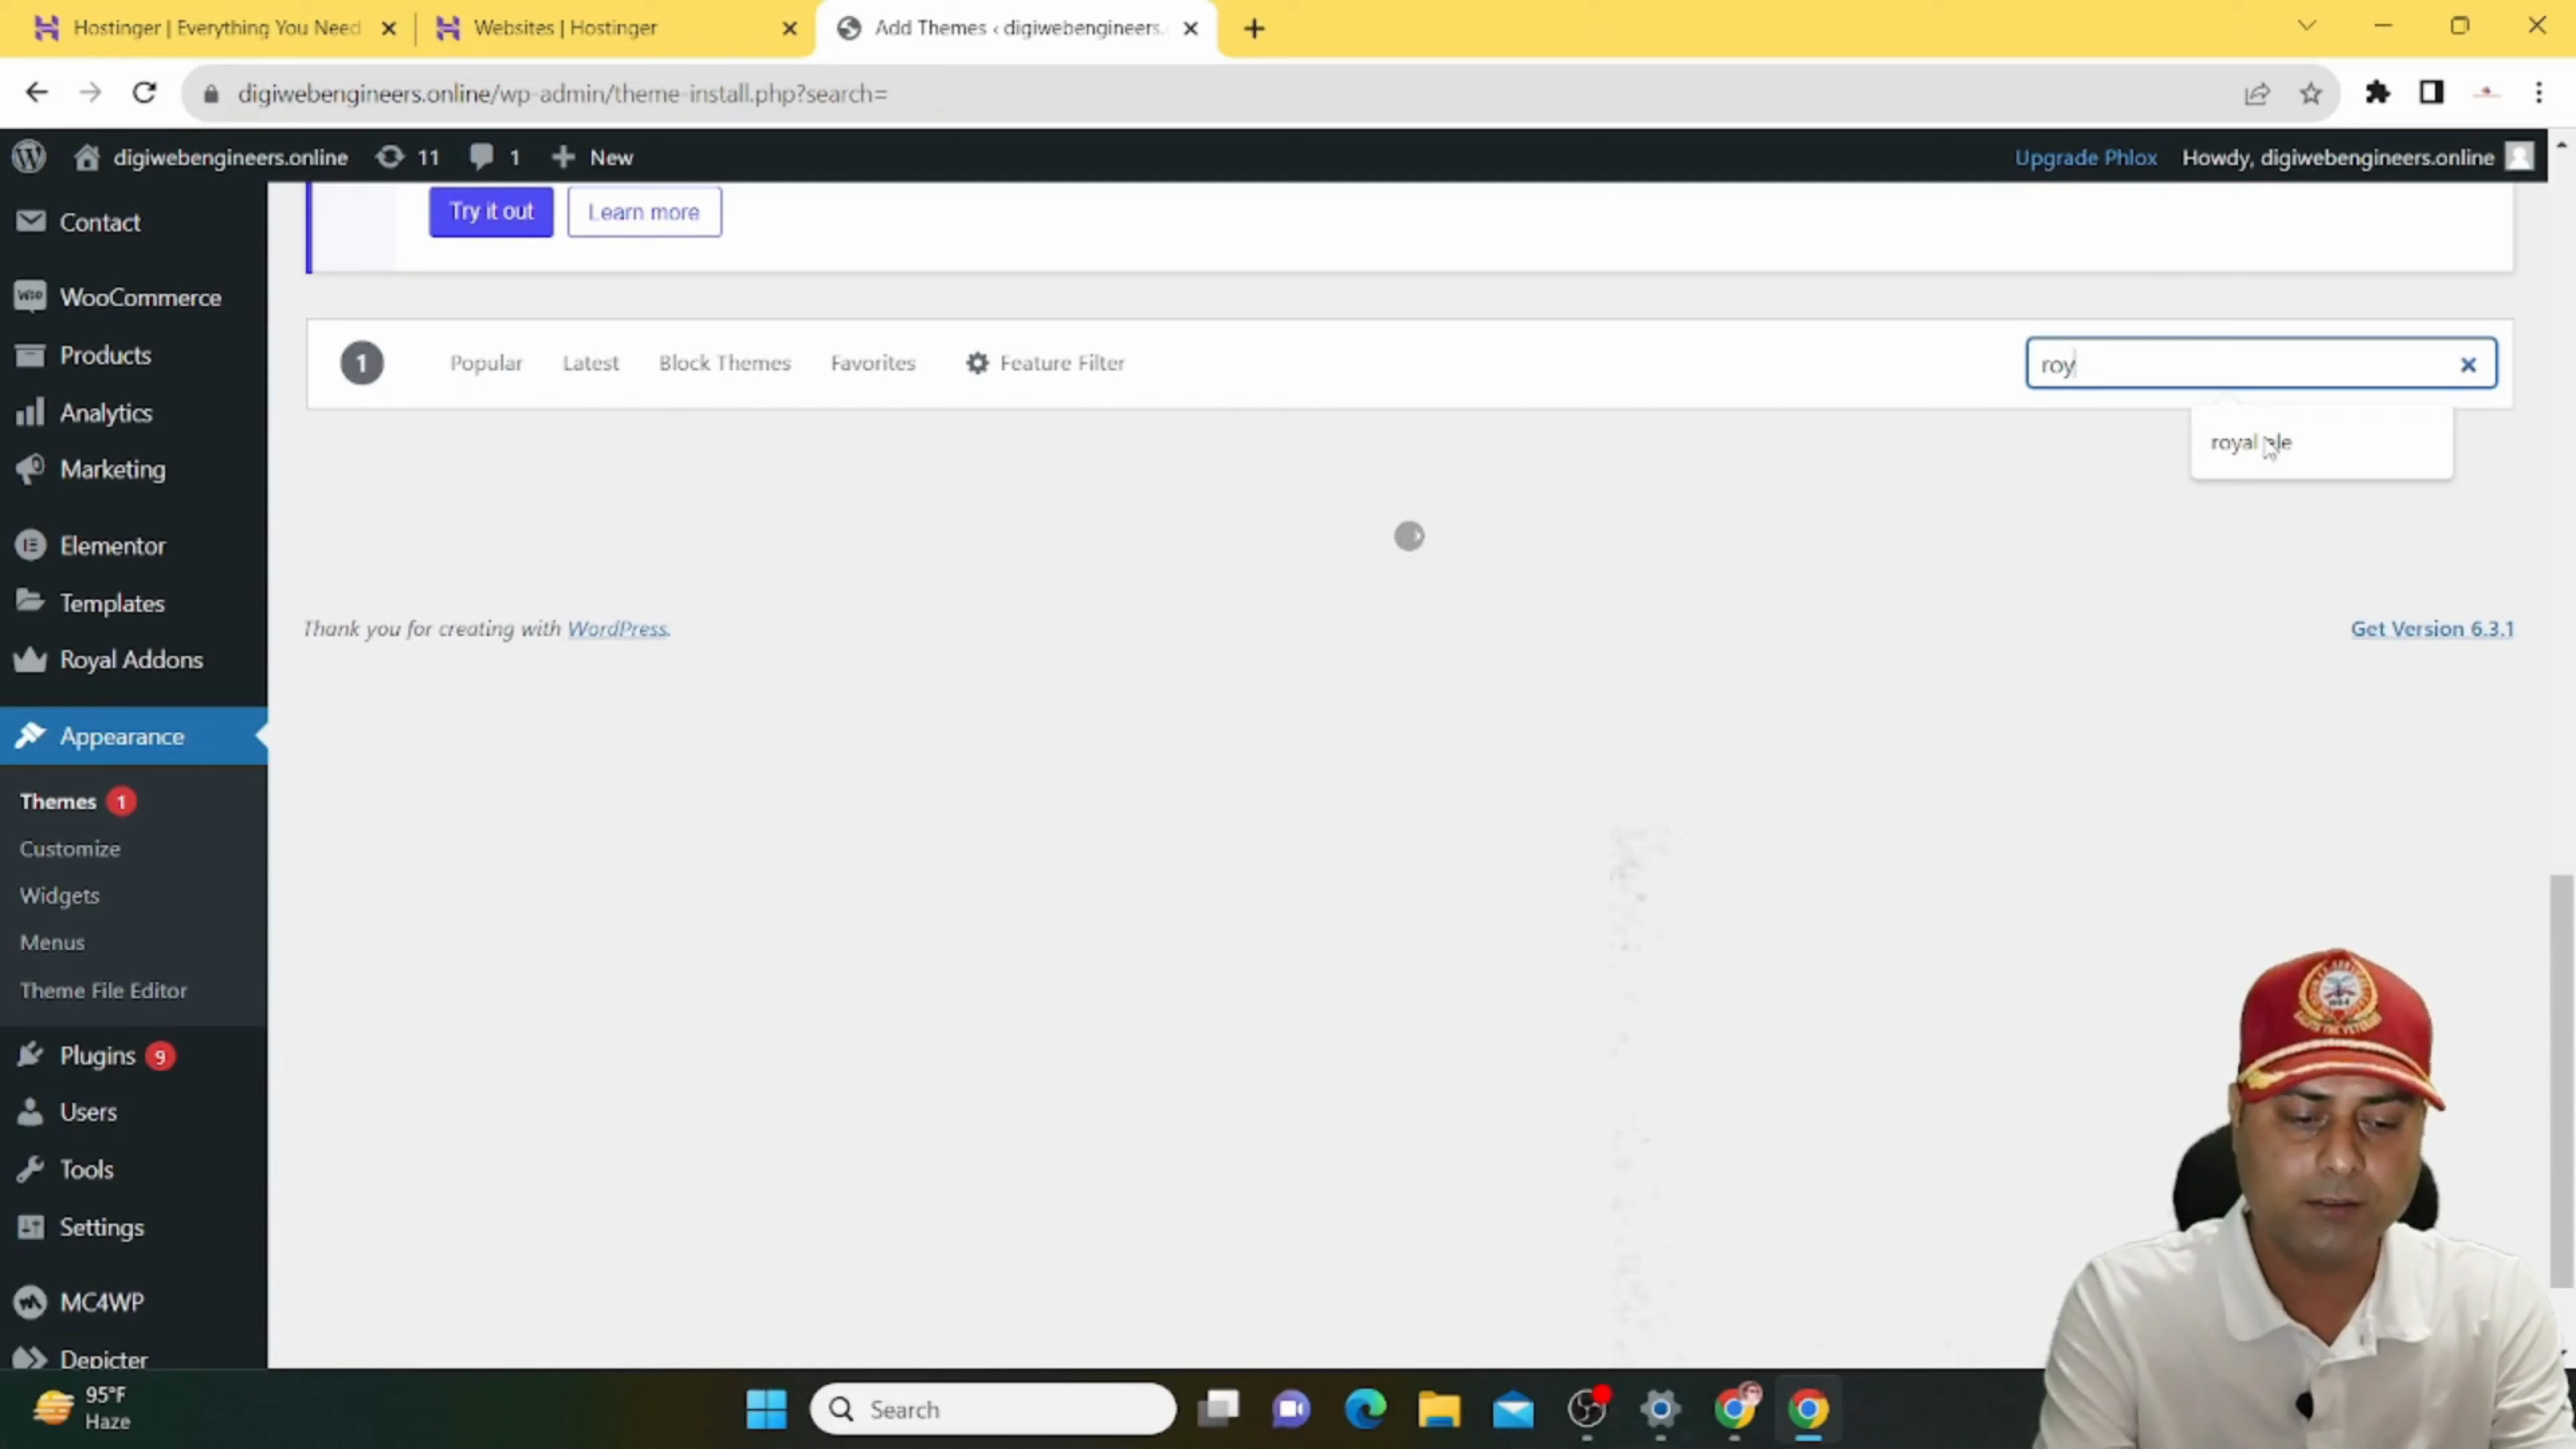 Hostinger | Everything You Need
Websites | Hostinger
Add Themes ‹ digiwebengineers.
digiwebengineers.online/wp-admin/theme-install.php?search=
digiwebengineers.online
11
1
New
Upgrade Phlox
Howdy, digiwebengineers.online
Contact
WooCommerce
Products
Analytics
Marketing
Elementor
Templates
Royal Addons
Appearance
Themes 1
Customize
Widgets
Menus
Theme File Editor
Plugins 9
Users
Tools
Settings
MC4WP
Depicter
Try it out
Learn more
1
Popular
Latest
Block Themes
Favorites
Feature Filter
roy
royal ele
Thank you for creating with WordPress.
Get Version 6.3.1
95°F
Haze
Search